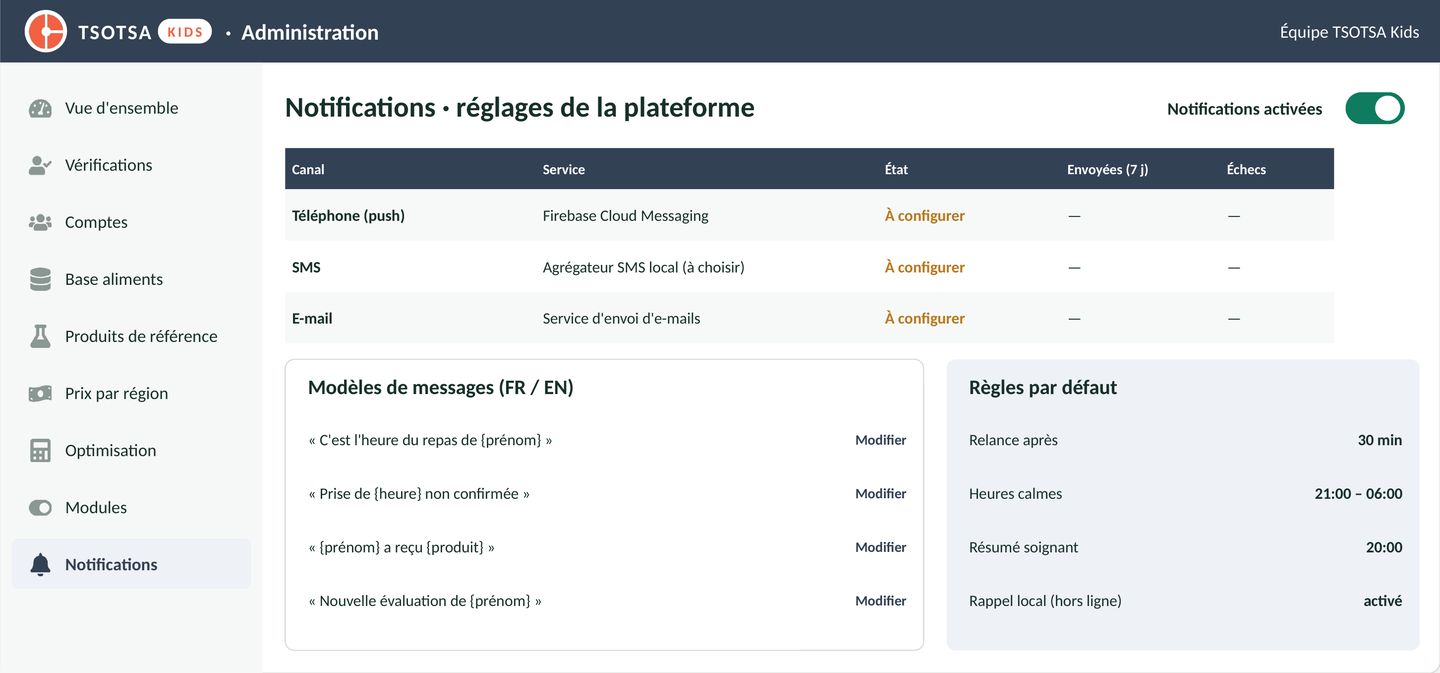 TSOTSA KIDS · Administration
Équipe TSOTSA Kids
Vue d'ensemble
Vérifications
Comptes
Base aliments
Produits de référence
Prix par région
Optimisation
Modules
Notifications
Notifications · réglages de la plateforme
Notifications activées
Canal Service État Envoyées (7 j) Échecs
Téléphone (push) Firebase Cloud Messaging À configurer — —
SMS Agrégateur SMS local (à choisir) À configurer — —
E-mail Service d'envoi d'e-mails À configurer — —
Modèles de messages (FR / EN)
« C'est l'heure du repas de {prénom} » Modifier
« Prise de {heure} non confirmée » Modifier
« {prénom} a reçu {produit} » Modifier
« Nouvelle évaluation de {prénom} » Modifier
Règles par défaut
Relance après 30 min
Heures calmes 21:00 – 06:00
Résumé soignant 20:00
Rappel local (hors ligne) activé